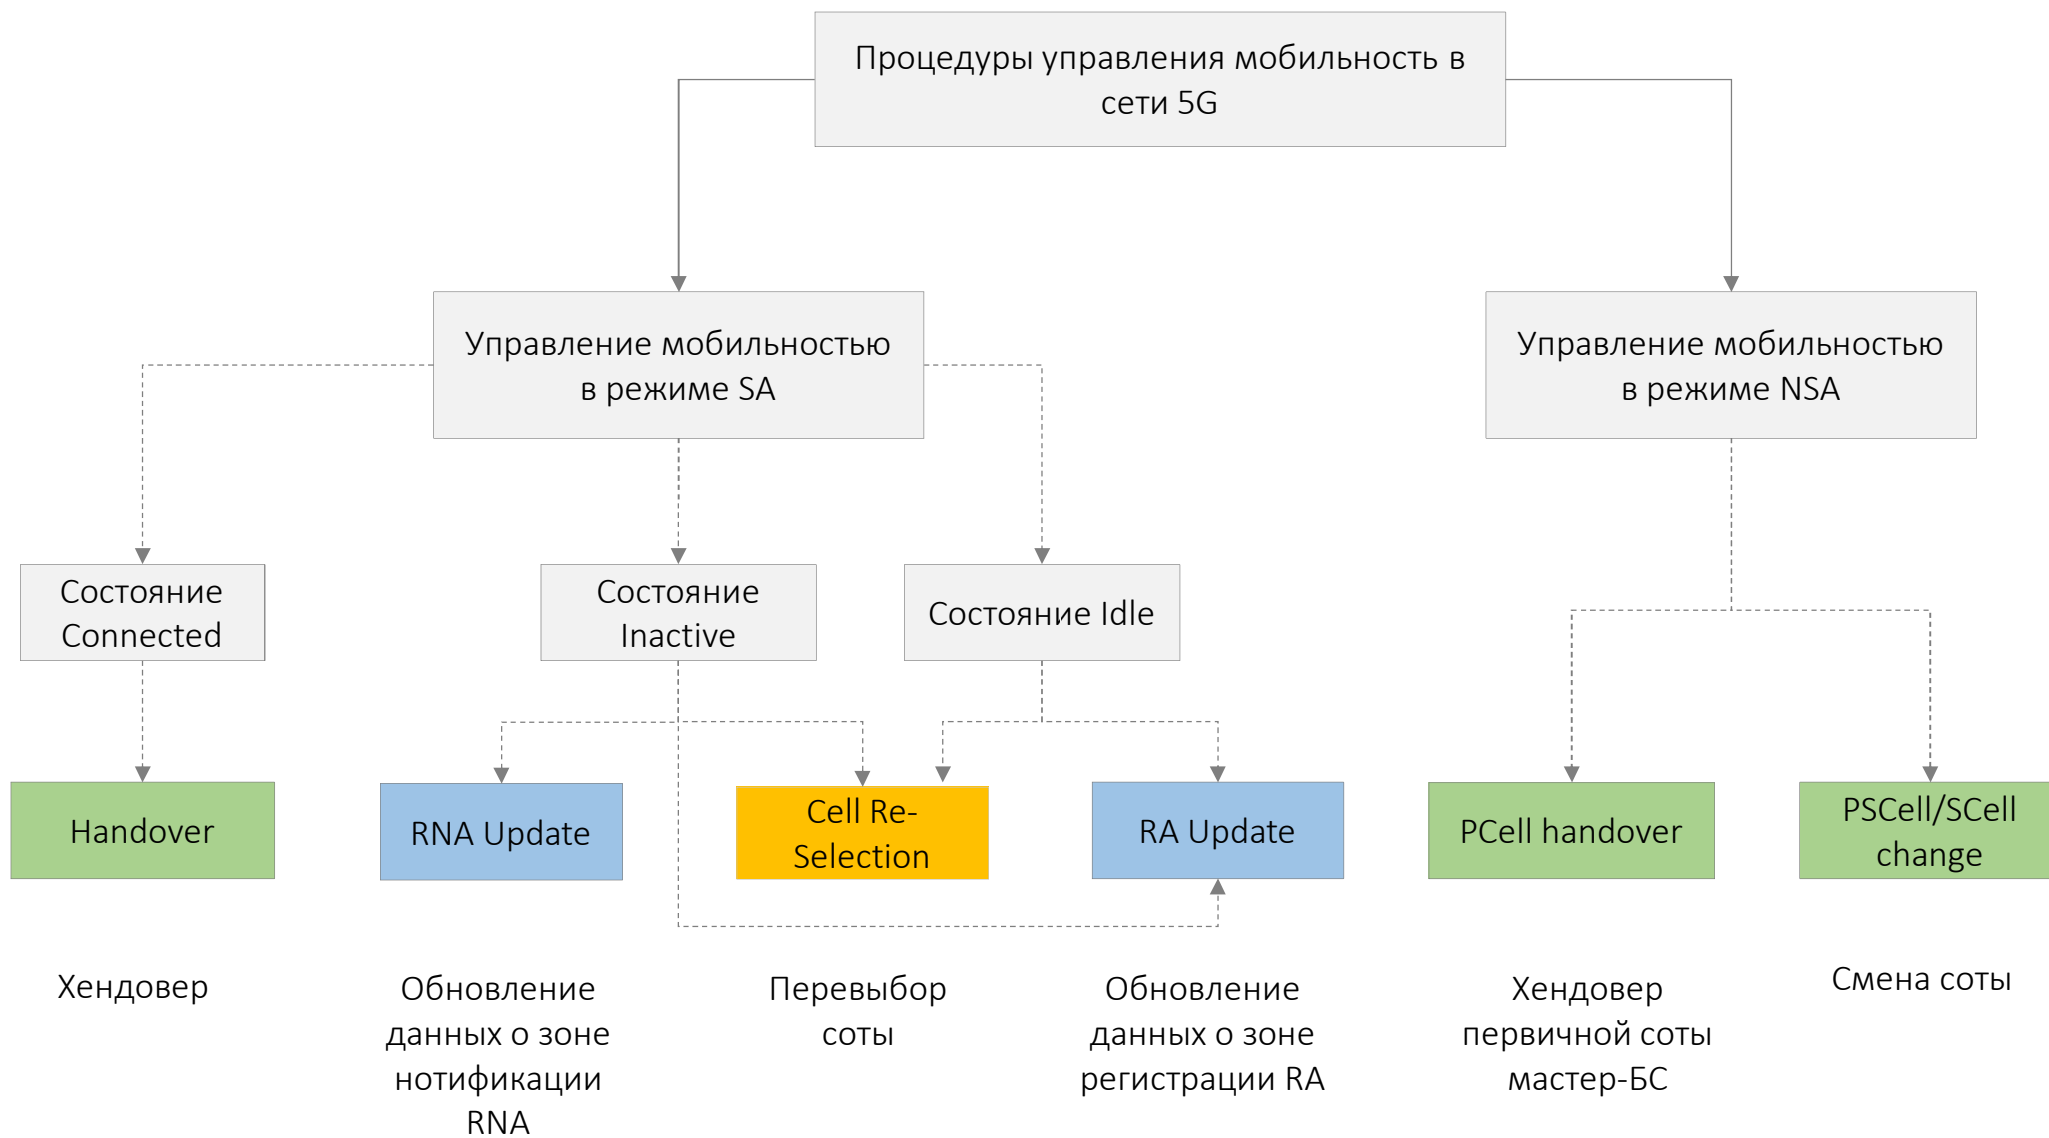 Процедуры управления мобильность в
сети 5G
Управление мобильностью
в режиме SA
Управление мобильностью
в режиме NSA
Состояние
Connected
Состояние
Inactive
Состояние Idle
Handover
RNA Update
Cell Re-
Selection
RA Update
PCell handover
PSCell/SCell
change
Хендовер
Обновление
данных о зоне
нотификации
RNA
Перевыбор
соты
Обновление
данных о зоне
регистрации RA
Хендовер
первичной соты
мастер-БС
Смена соты